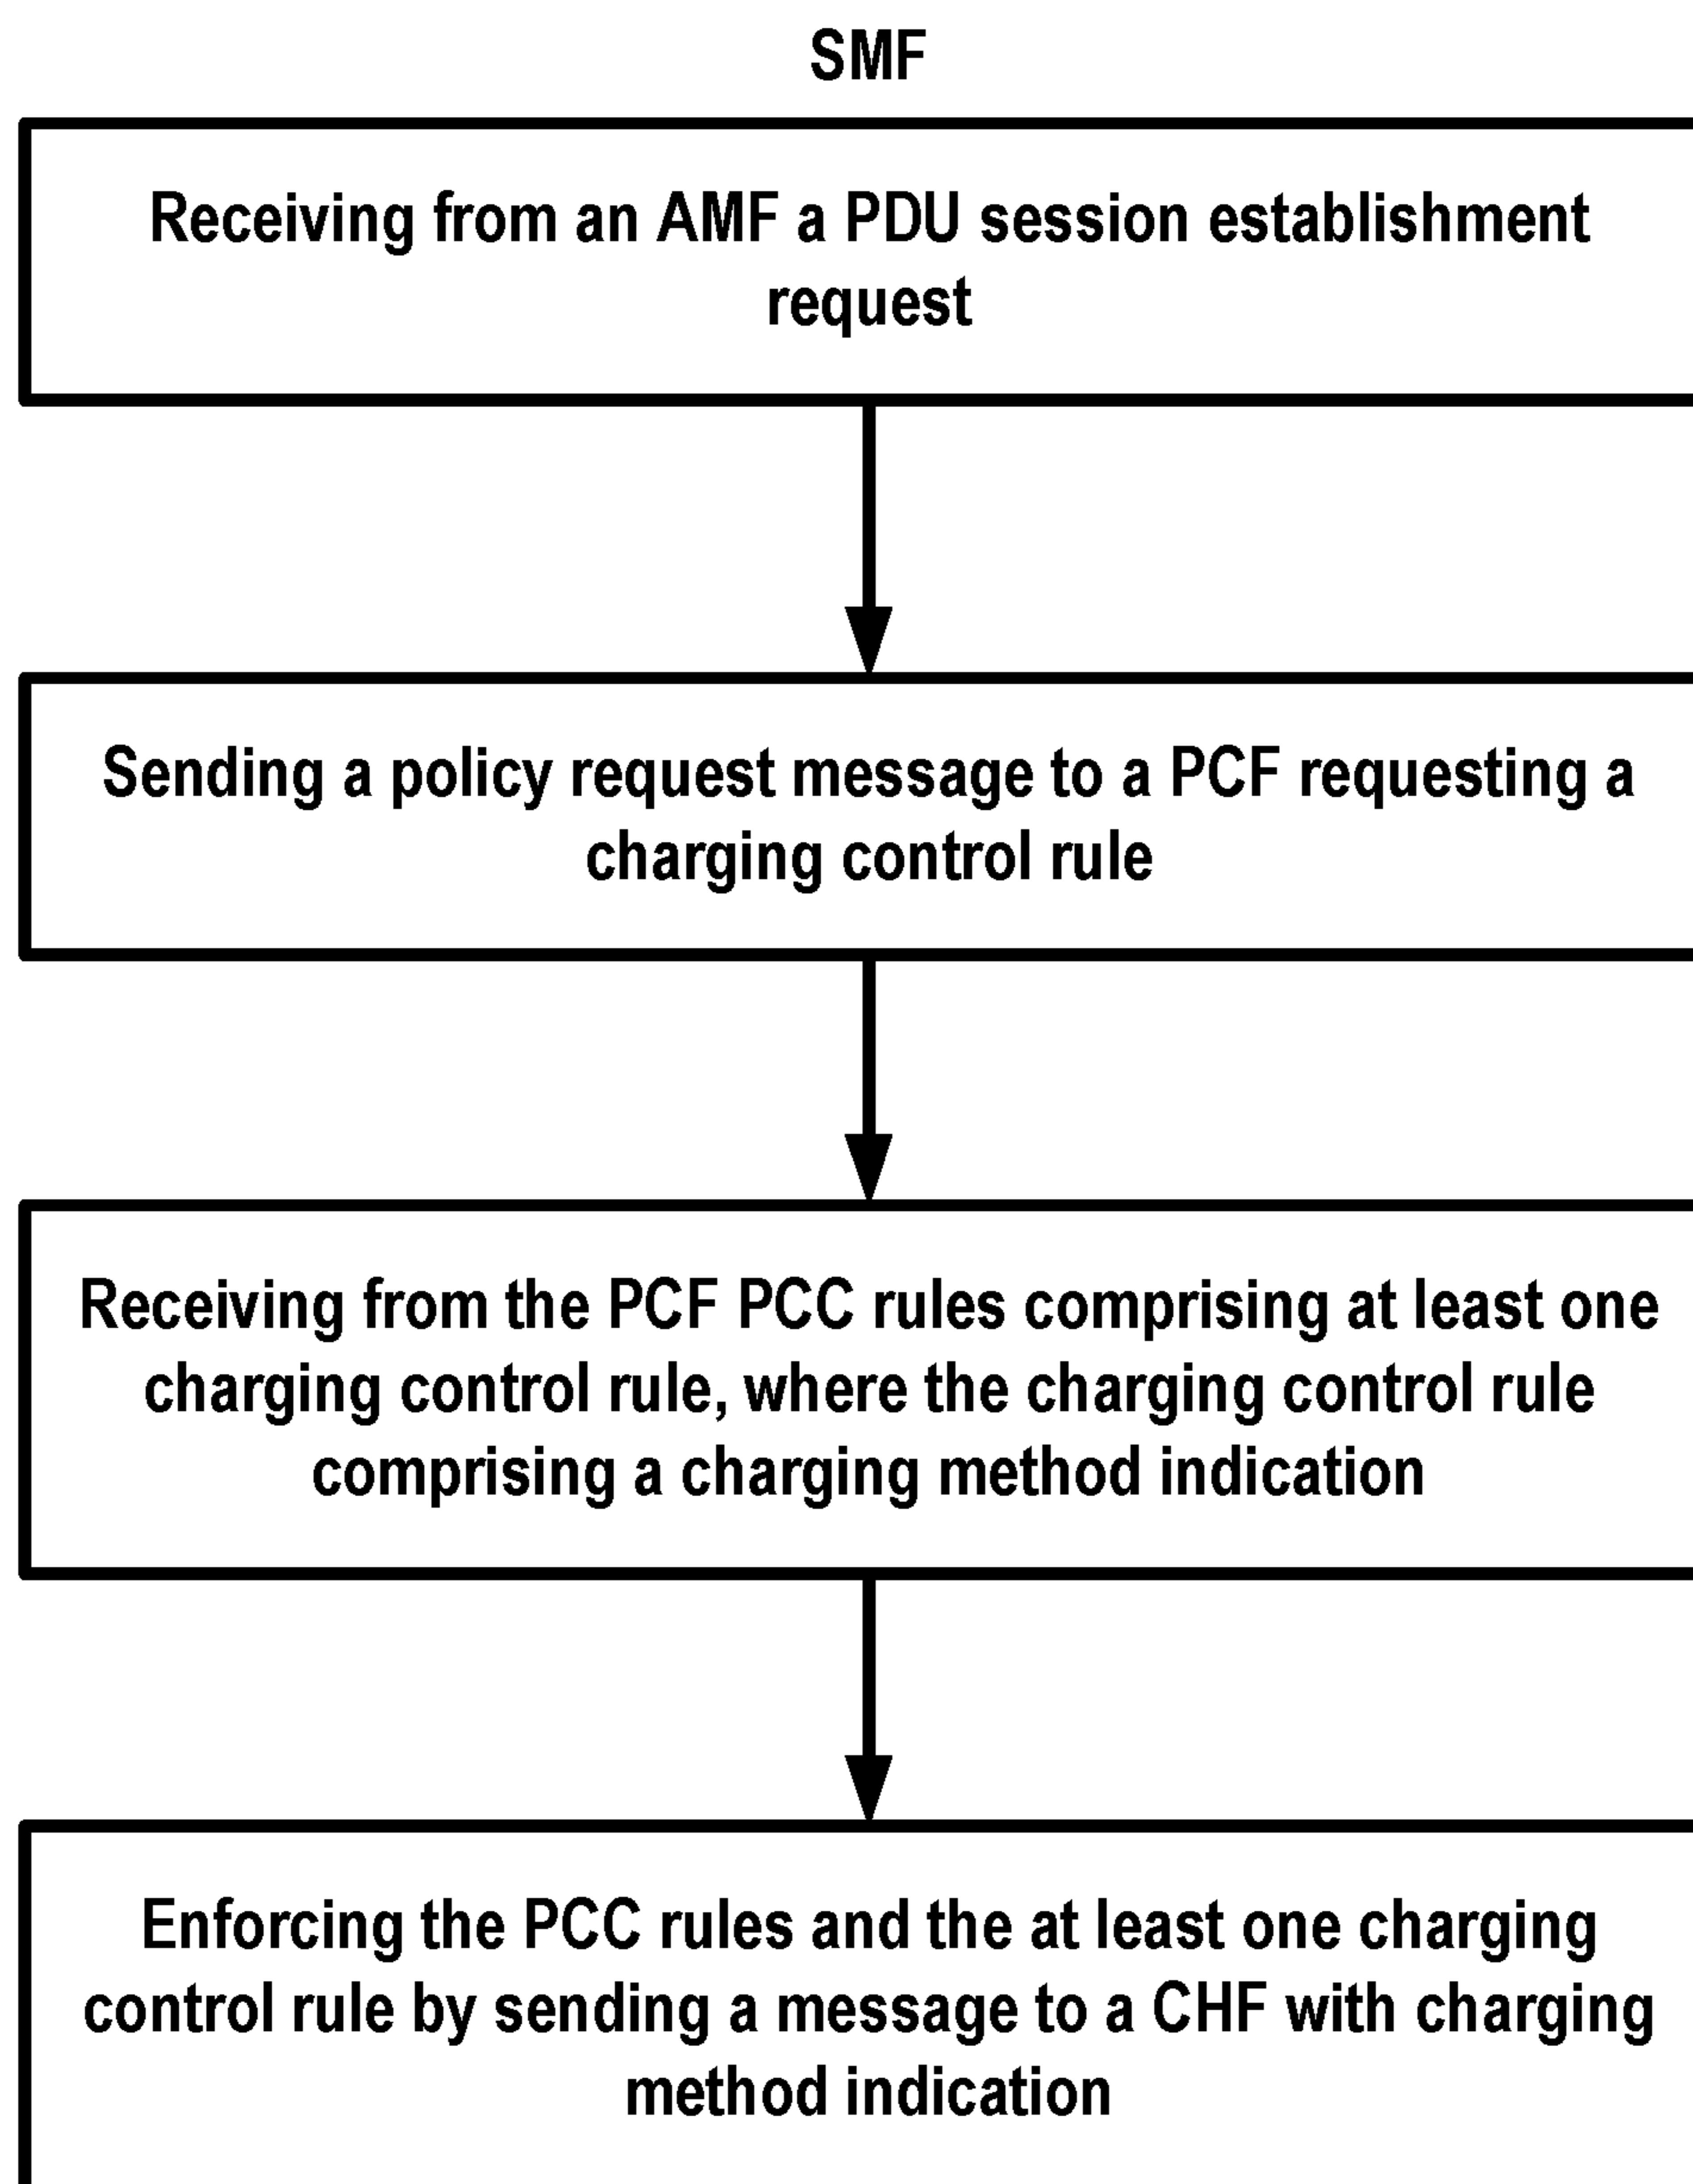 SMF
Receiving from an AMF a PDU session establishment
request
Sending a policy request message to a PCF requesting a
charging control rule
Receiving from the PCF PCC rules comprising at least one
charging control rule, where the charging control rule
comprising a charging method indication
Enforcing the PCC rules and the at least one charging
control rule by sending a message to a CHF with charging
method indication